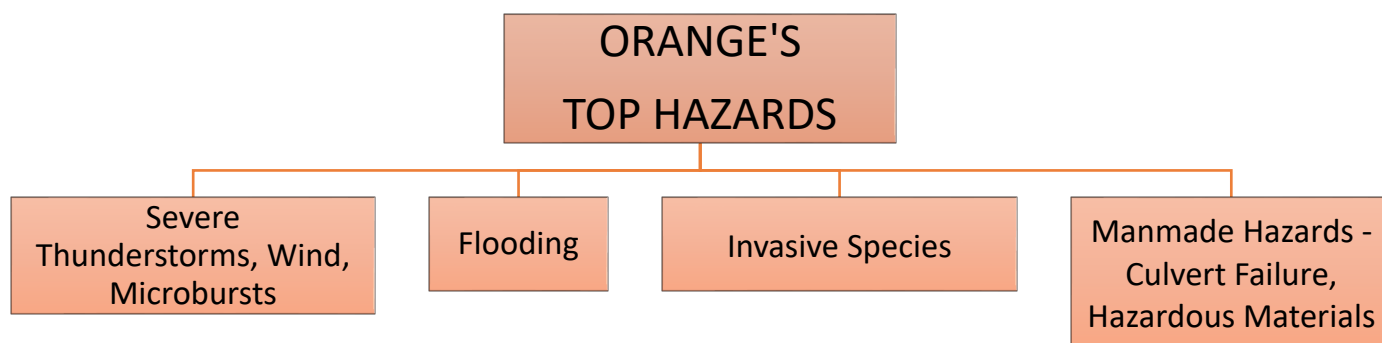 ORANGE'S
TOP HAZARDS
Severe
Thunderstorms, Wind,
Microbursts
Flooding
Invasive Species
Manmade Hazards -
Culvert Failure,
Hazardous Materials